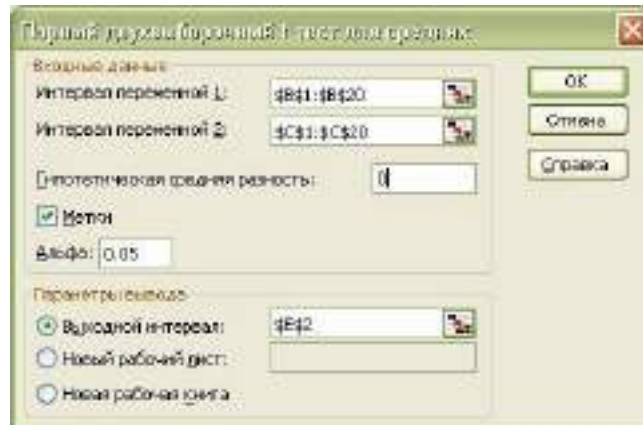 Парный двухвыборочный t-тест для средних
Входные данные
Интервал переменной 1: $B$1:$B$20
Интервал переменной 2: $C$1:$C$20
Гипотетическая средняя разность: 0
Метки
Альфа: 0,05
Параметры вывода
Выходной интервал: $E$2
Новый рабочий лист:
Новая рабочая книга
ОК
Отмена
Справка